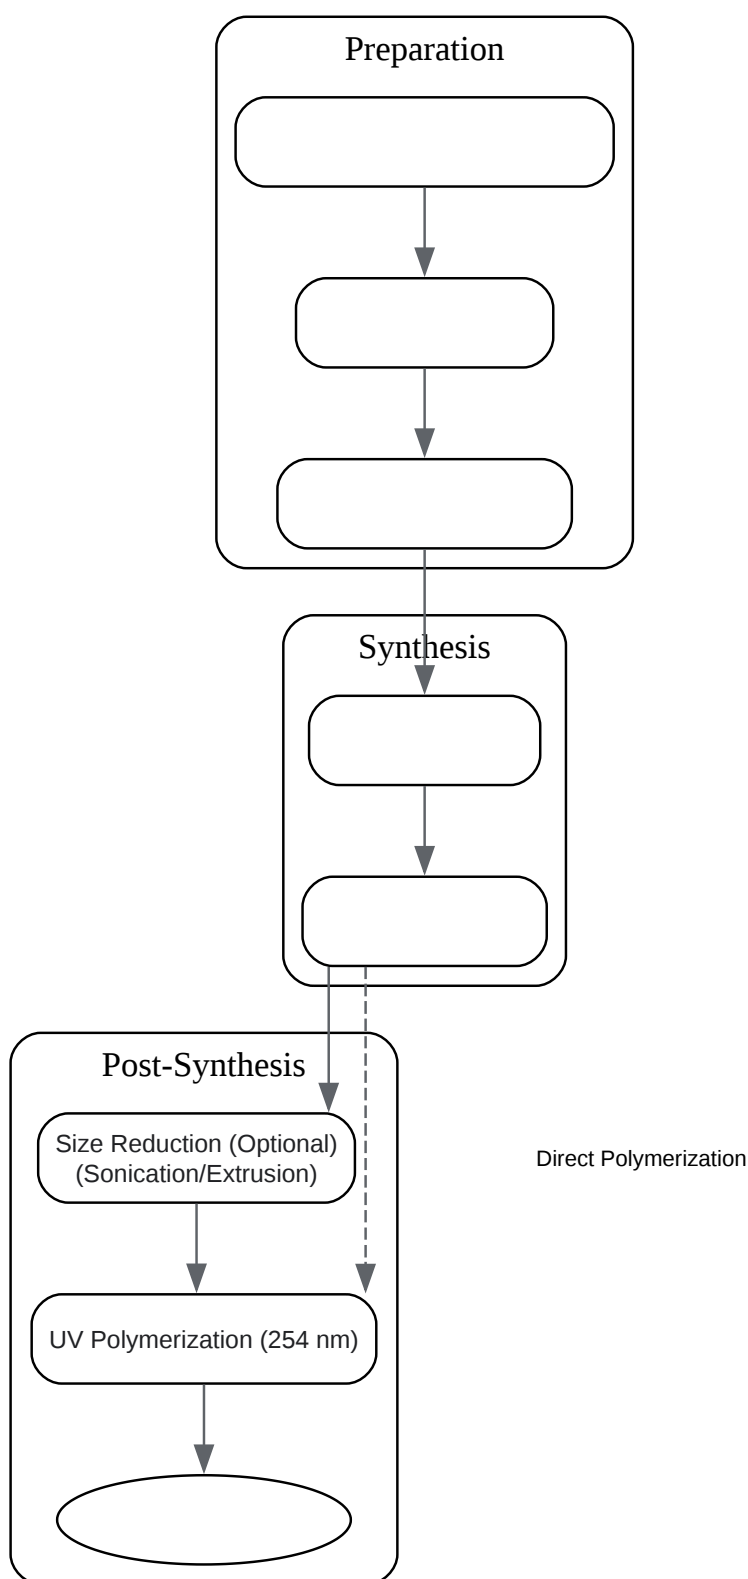 Preparation
Synthesis
Post-Synthesis
Size Reduction (Optional)
(Sonication/Extrusion)
Direct Polymerization
UV Polymerization (254 nm)